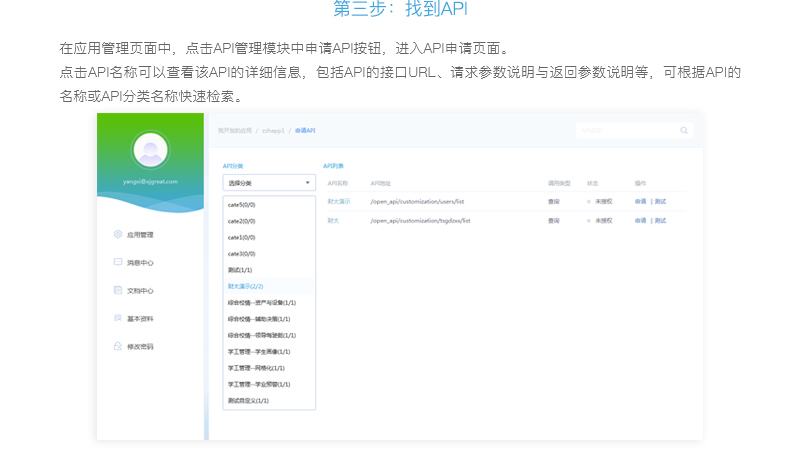 第三步：找到API
在应用管理页面中，点击API管理模块中申请API按钮，进入API申请页面。
点击API名称可以查看该API的详细信息，包括API的接口URL、请求参数说明与返回参数说明等，可根据API的
名称或API分类名称快速检索。
我开发的应用 / zzhapp1 / 申请API
yangxi@sjgreat.com
应用管理
消息中心
文档中心
基本资料
修改密码
API分类
选择分类
cate5(0/0)
cate2(0/0)
cate1(0/0)
cate3(0/0)
测试(1/1)
财大演示(2/2)
综合校情--资产与设备(1/1)
综合校情--辅助决策(1/1)
综合校情--领导驾驶舱(1/1)
学工管理--学生画像(1/1)
学工管理--网格化(1/1)
学工管理--学业预警(1/1)
测试自定义(1/1)
API列表
API名称 API地址 调用类型 状态 操作
财大演示 /open_api/customization/users/list 查询 未授权 申请 | 测试
财大 /open_api/customization/tsgdzxx/list 查询 未授权 申请 | 测试